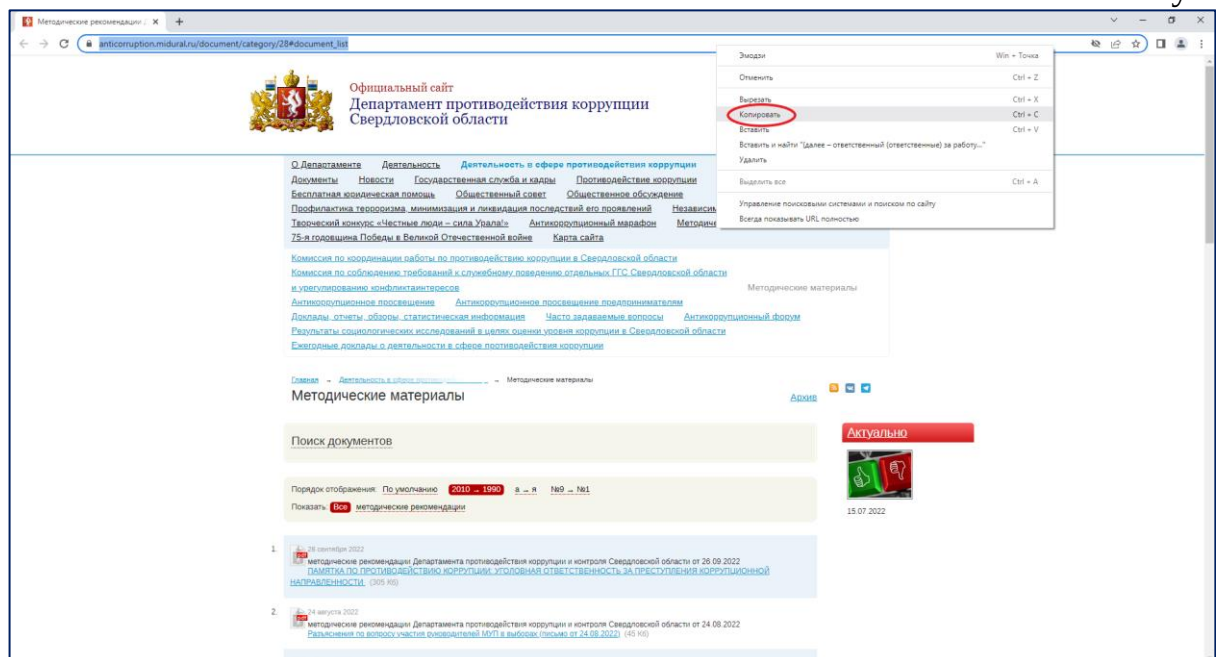 Методические рекомендации
anticorruption.midural.ru/document/category/28#document_list
Эмодзи Win + Точка
Отменить Ctrl + Z
Вырезать Ctrl + X
Копировать Ctrl + C
Вставить Ctrl + V
Вставить и найти "(далее – ответственный (ответственные) за работу..."
Удалить
Выделить все Ctrl + A
Управление поисковыми системами и поиском по сайту
Всегда показывать URL полностью
Официальный сайт
Департамент противодействия коррупции
Свердловской области
О Департаменте Деятельность Деятельность в сфере противодействия коррупции
Документы Новости Государственная служба и кадры Противодействие коррупции
Бесплатная юридическая помощь Общественный совет Общественное обсуждение
Профилактика терроризма, минимизация и ликвидация последствий его проявлений Независим
Творческий конкурс «Честные люди – сила Урала!» Антикоррупционный марафон Методиче
75-я годовщина Победы в Великой Отечественной войне Карта сайта
Комиссия по координации работы по противодействию коррупции в Свердловской области
Комиссия по соблюдению требований к служебному поведению отдельных ГГС Свердловской области
и урегулированию конфликтаинтересов Методические материалы
Антикоррупционное просвещение Антикоррупционное просвещение предпринимателям
Доклады, отчеты, обзоры, статистическая информация Часто задаваемые вопросы Антикоррупционный форум
Результаты социологических исследований в целях оценки уровня коррупции в Свердловской области
Ежегодные доклады о деятельности в сфере противодействия коррупции
Главная → Деятельность в сфере → Методические материалы
Методические материалы Архив
Поиск документов
Порядок отображения: По умолчанию 2010 → 1990 а → я №9 → №1
Показать: Все методические рекомендации
Актуально
15.07.2022
1. 26 сентября 2022
методические рекомендации Департамента противодействия коррупции и контроля Свердловской области от 26.09.2022
ПАМЯТКА ПО ПРОТИВОДЕЙСТВИЮ КОРРУПЦИИ: УГОЛОВНАЯ ОТВЕТСТВЕННОСТЬ ЗА ПРЕСТУПЛЕНИЯ КОРРУПЦИОННОЙ
НАПРАВЛЕННОСТИ. (305 Кб)
2. 24 августа 2022
методические рекомендации Департамента противодействия коррупции и контроля Свердловской области от 24.08.2022
Разъяснения по вопросу участия руководителей МУП в выборах (письмо от 24.08.2022) (45 Кб)